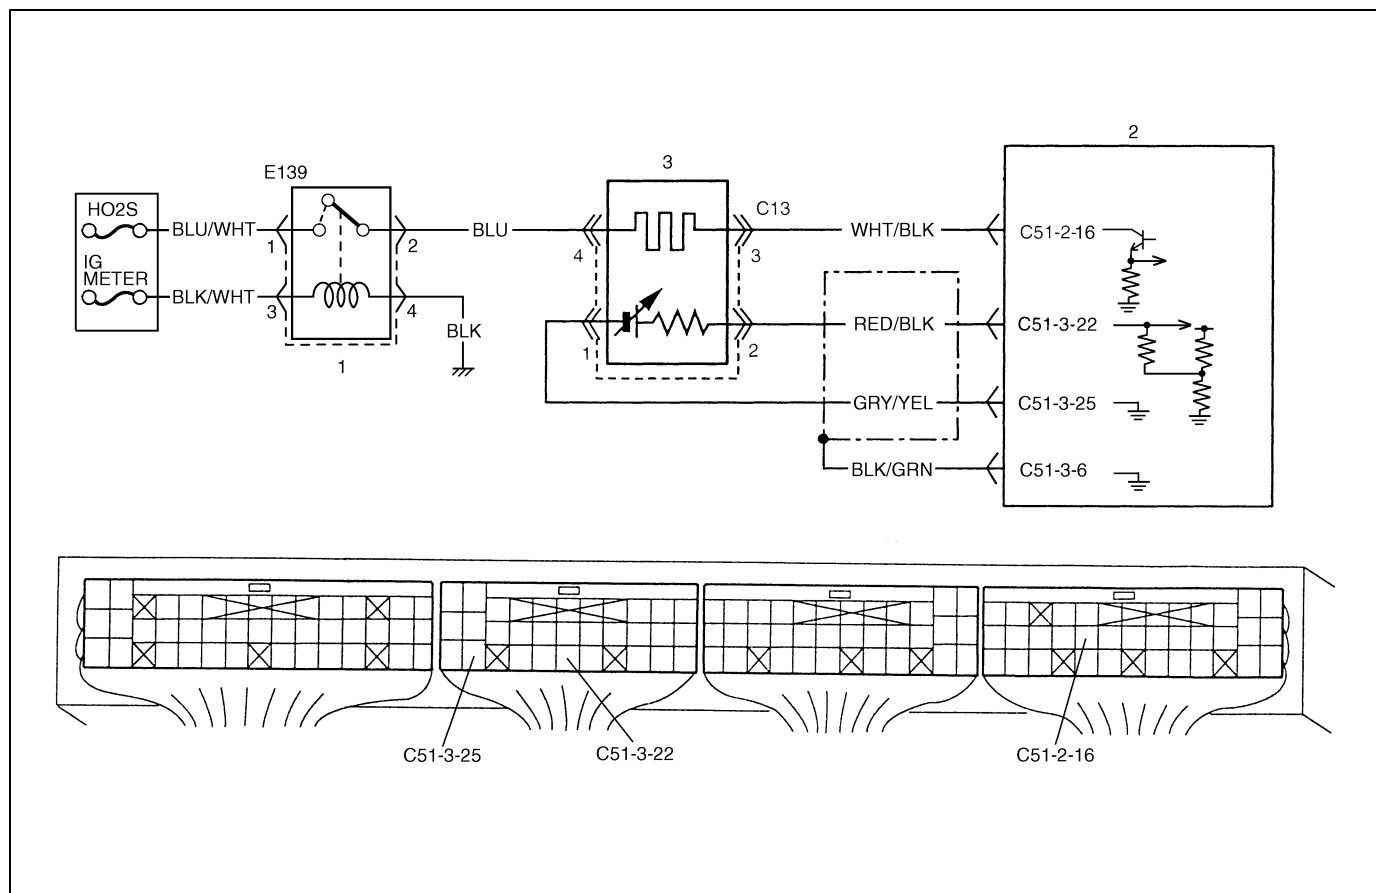 2
3
E139
HO2S
C13
BLU/WHT
1
2
BLU
4
3
WHT/BLK
C51-2-16
IG
METER
BLK/WHT
3
4
BLK
1
2
RED/BLK
C51-3-22
1
GRY/YEL
C51-3-25
BLK/GRN
C51-3-6
C51-3-25
C51-3-22
C51-2-16